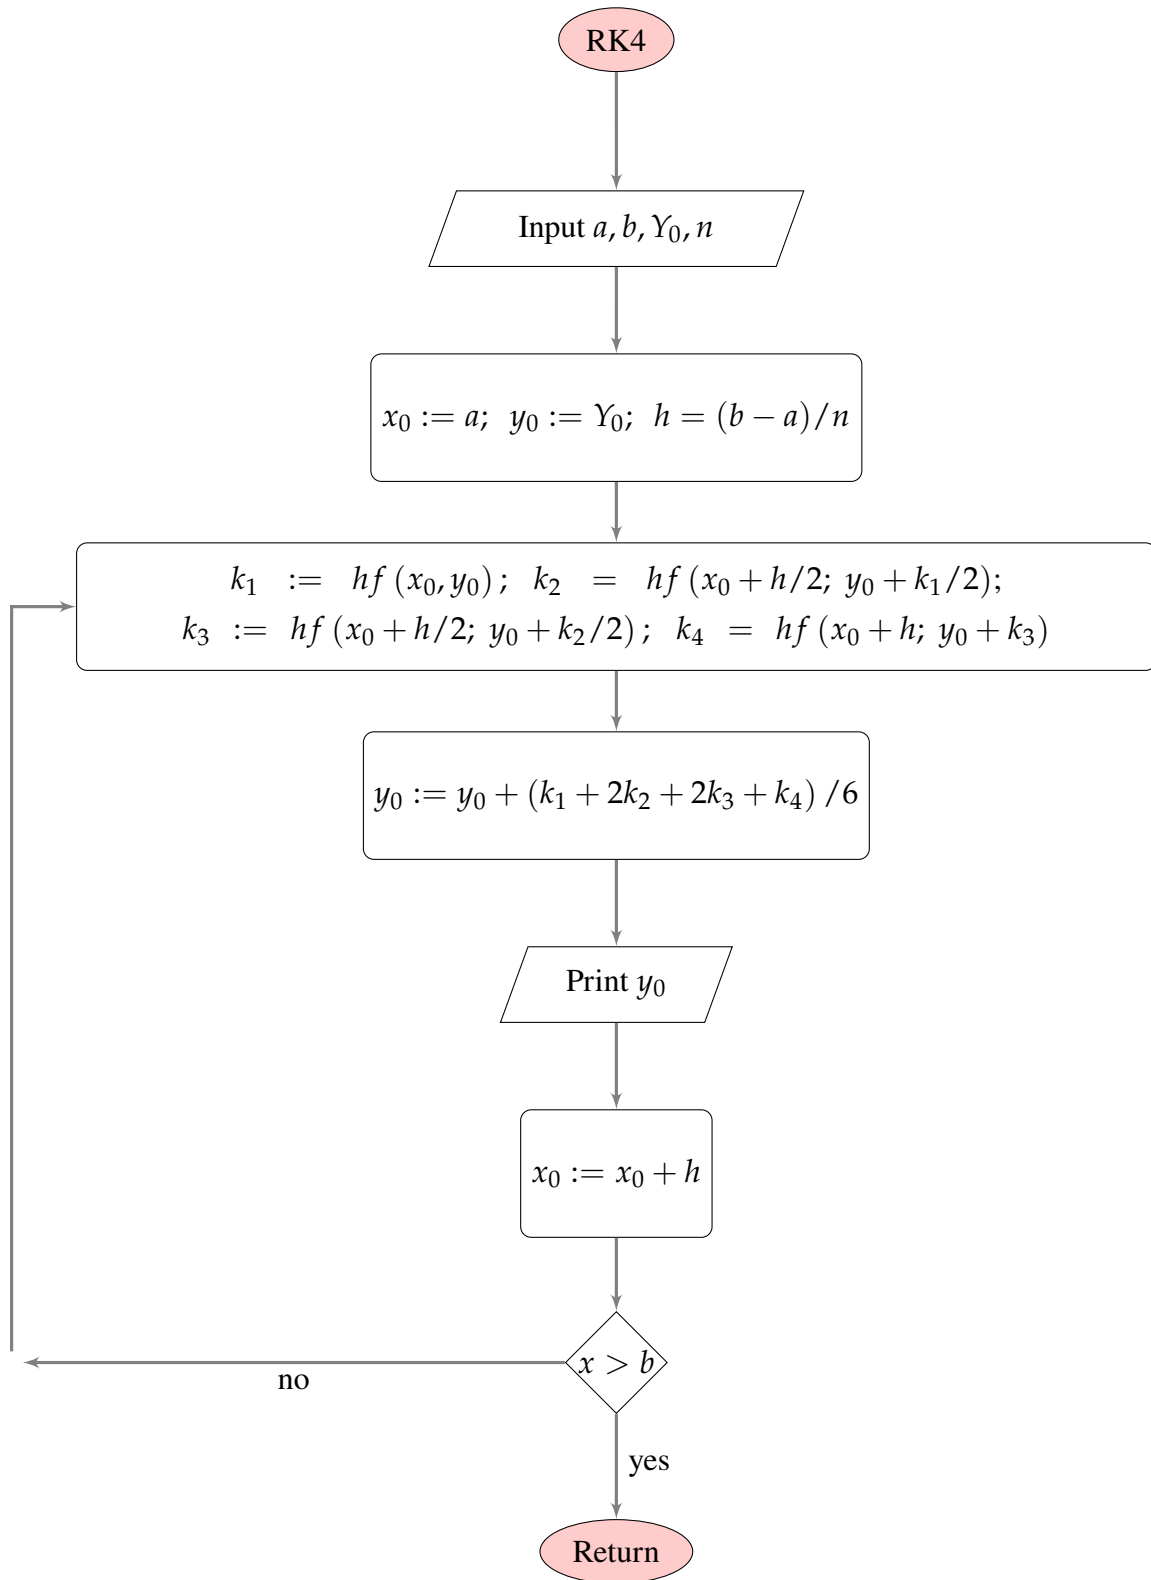 RK4
Input a, b, Y₀, n
x₀ := a; y₀ := Y₀; h = (b − a)/n
k₁ := hf (x₀, y₀) ; k₂ = hf (x₀ + h/2; y₀ + k₁/2);
k₃ := hf (x₀ + h/2; y₀ + k₂/2) ; k₄ = hf (x₀ + h; y₀ + k₃)
y₀ := y₀ + (k₁ + 2k₂ + 2k₃ + k₄) /6
Print y₀
x₀ := x₀ + h
x > b
no
yes
Return